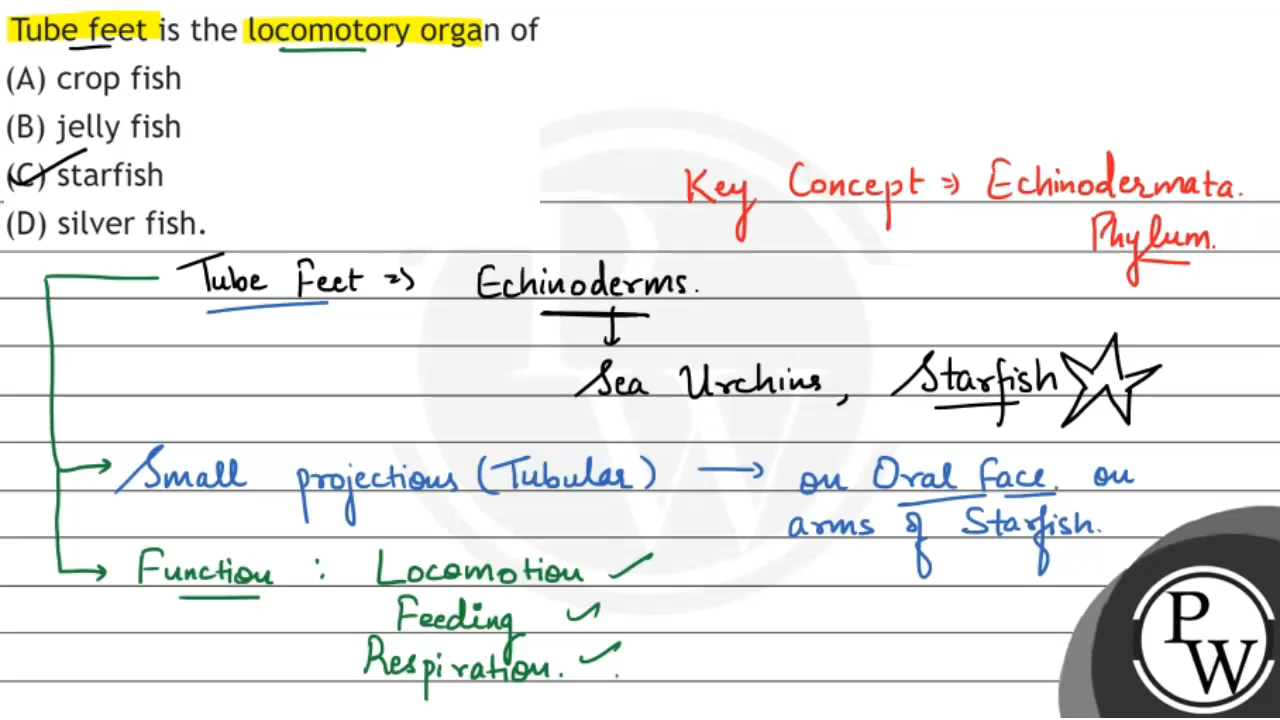 Tube feet is the locomotory organ of
(A) crop fish
(B) jelly fish
(C) starfish
(D) silver fish.
Key Concept ⇒ Echinodermata
Phylum.
Tube Feet ⇒ Echinoderms.
↓
Sea Urchins, Starfish
Small projections (Tubular) → on Oral face on
arms of Starfish.
Function : Locomotion ✓
Feeding ✓
Respiration. ✓
PW
PW